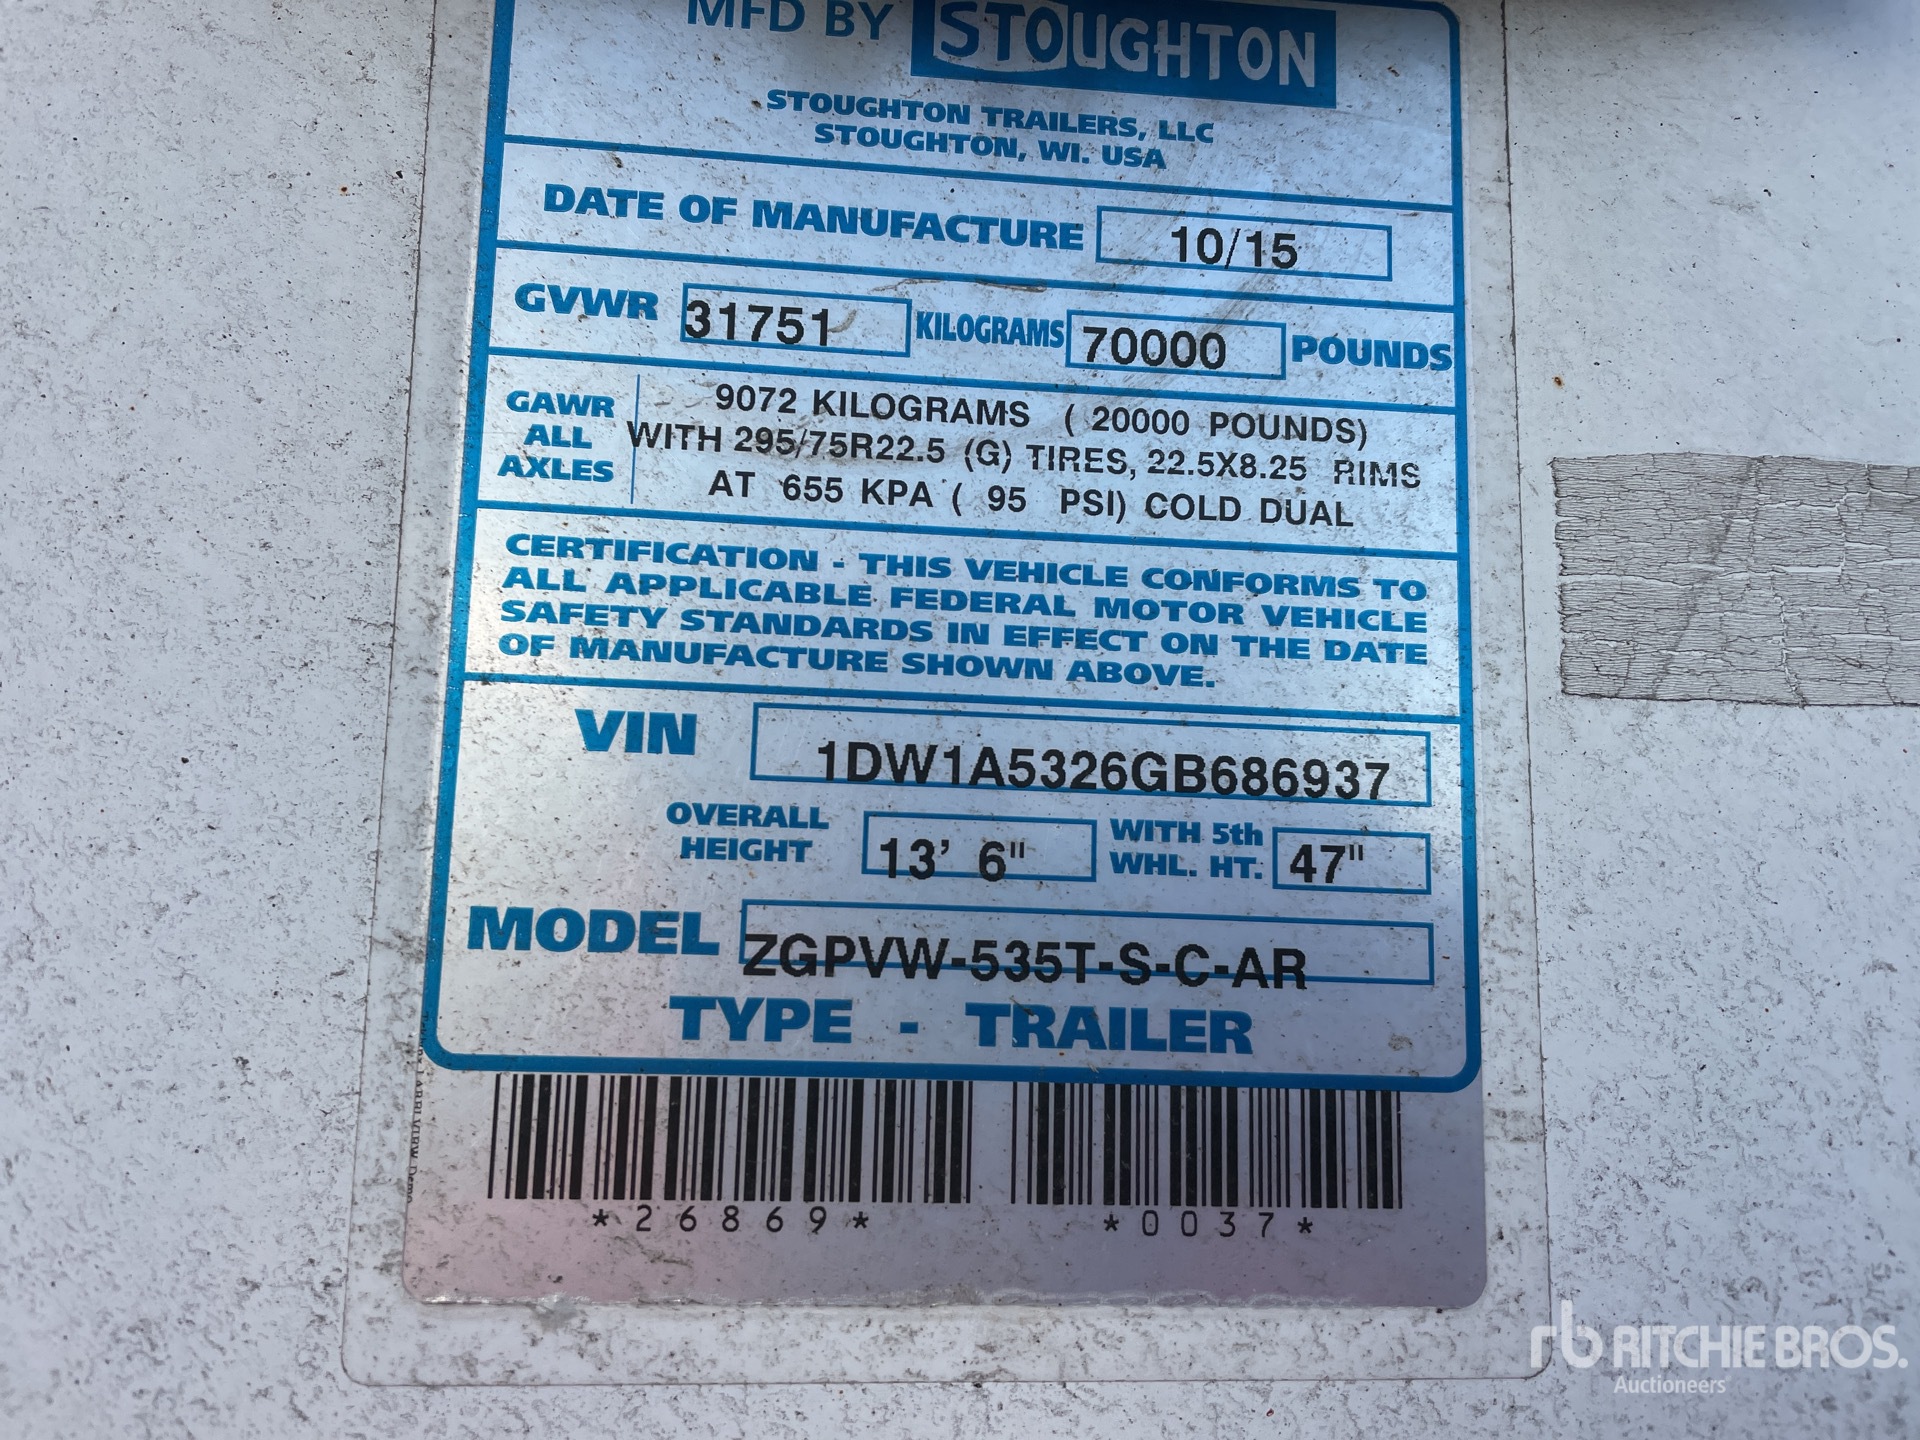 MFD BY STOUGHTON
STOUGHTON TRAILERS, LLC
STOUGHTON, WI. USA
DATE OF MANUFACTURE 10/15
GVWR 31751 KILOGRAMS 70000 POUNDS
GAWR ALL AXLES
9072 KILOGRAMS ( 20000 POUNDS)
WITH 295/75R22.5 (G) TIRES, 22.5X8.25 RIMS
AT 655 KPA ( 95 PSI) COLD DUAL
CERTIFICATION - THIS VEHICLE CONFORMS TO
ALL APPLICABLE FEDERAL MOTOR VEHICLE
SAFETY STANDARDS IN EFFECT ON THE DATE
OF MANUFACTURE SHOWN ABOVE.
VIN 1DW1A5326GB686937
OVERALL HEIGHT 13' 6" WITH 5th WHL. HT. 47"
MODEL ZGPVW-535T-S-C-AR
TYPE - TRAILER
*26869* *0037*
rb RITCHIE BROS.
Auctioneers